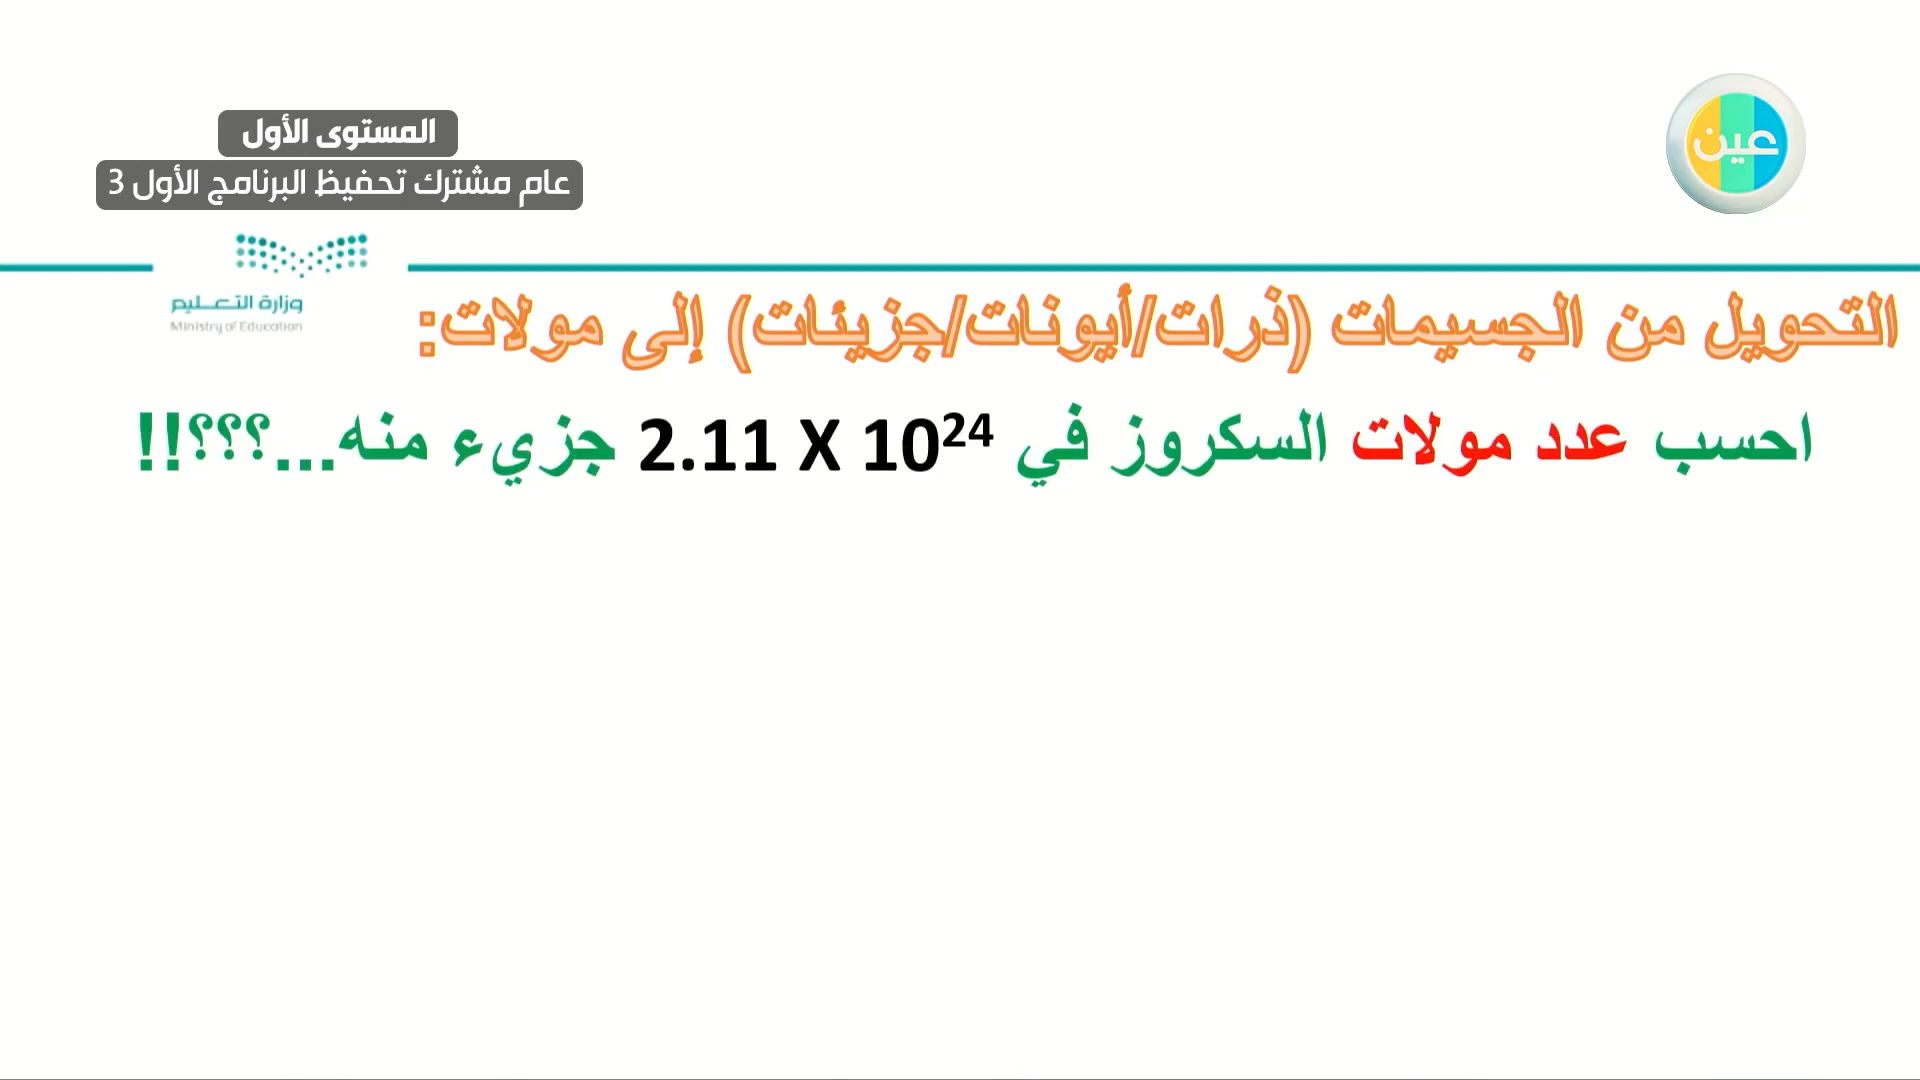 عين
المستوى الأول
عام مشترك تحفيظ البرنامج الأول 3
وزارة التعليم
Ministry of Education
التحويل من الجسيمات (ذرات/أيونات/جزيئات) إلى مولات:
احسب عدد مولات السكروز في 2.11 X 10²⁴ جزيء منه...؟؟؟!!